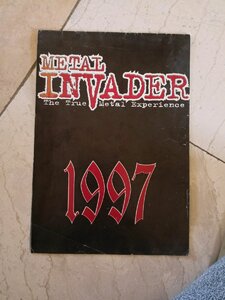 METAL
INVADER
The True Metal Experience
1997